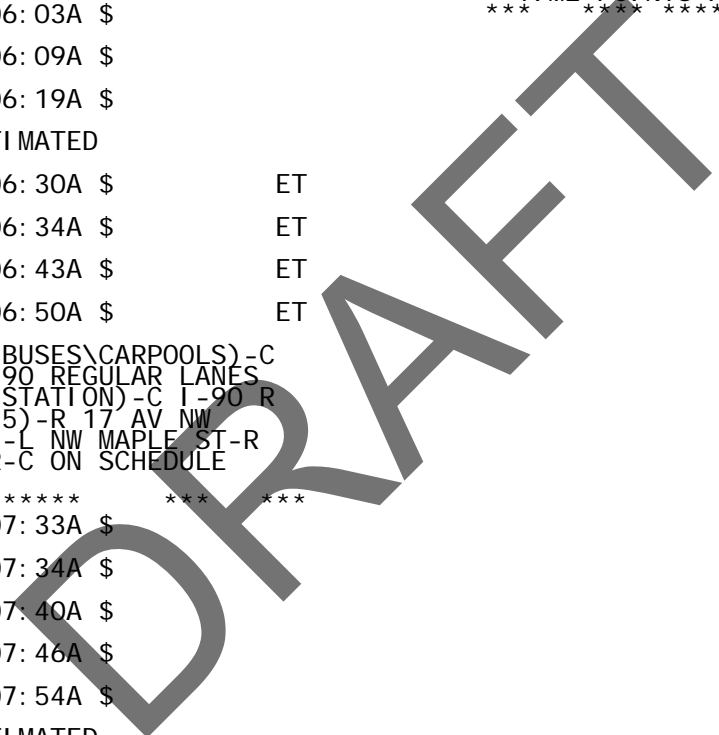 06:03A $
*** **** ****
06:09A $
06:19A $
TIMATED
06:30A $ ET
06:34A $ ET
06:43A $ ET
06:50A $ ET
BUSES\CARPOOLS)-C
90 REGULAR LANES
STATION)-C I-90 R
5)-R 17 AV NW
-L NW MAPLE ST-R
-C ON SCHEDULE
***** *** ***
07:33A $
07:34A $
07:40A $
07:46A $
07:54A $
TIMATED
DRAFT